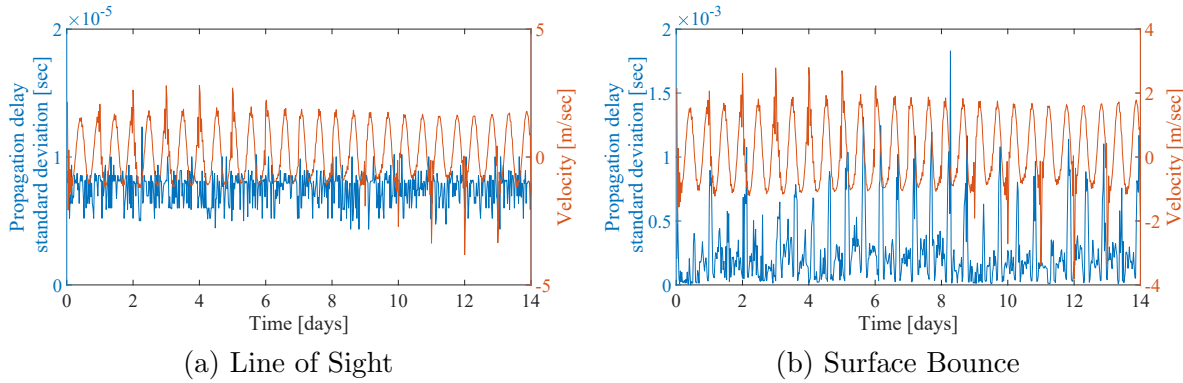 ×10⁻⁵
2
1
0
Propagation delay
standard deviation [sec]
5
0
-5
Velocity [m/sec]
0 2 4 6 8 10 12 14
Time [days]
(a) Line of Sight
×10⁻³
2
1.5
1
0.5
0
Propagation delay
standard deviation [sec]
4
2
0
-2
-4
Velocity [m/sec]
0 2 4 6 8 10 12 14
Time [days]
(b) Surface Bounce